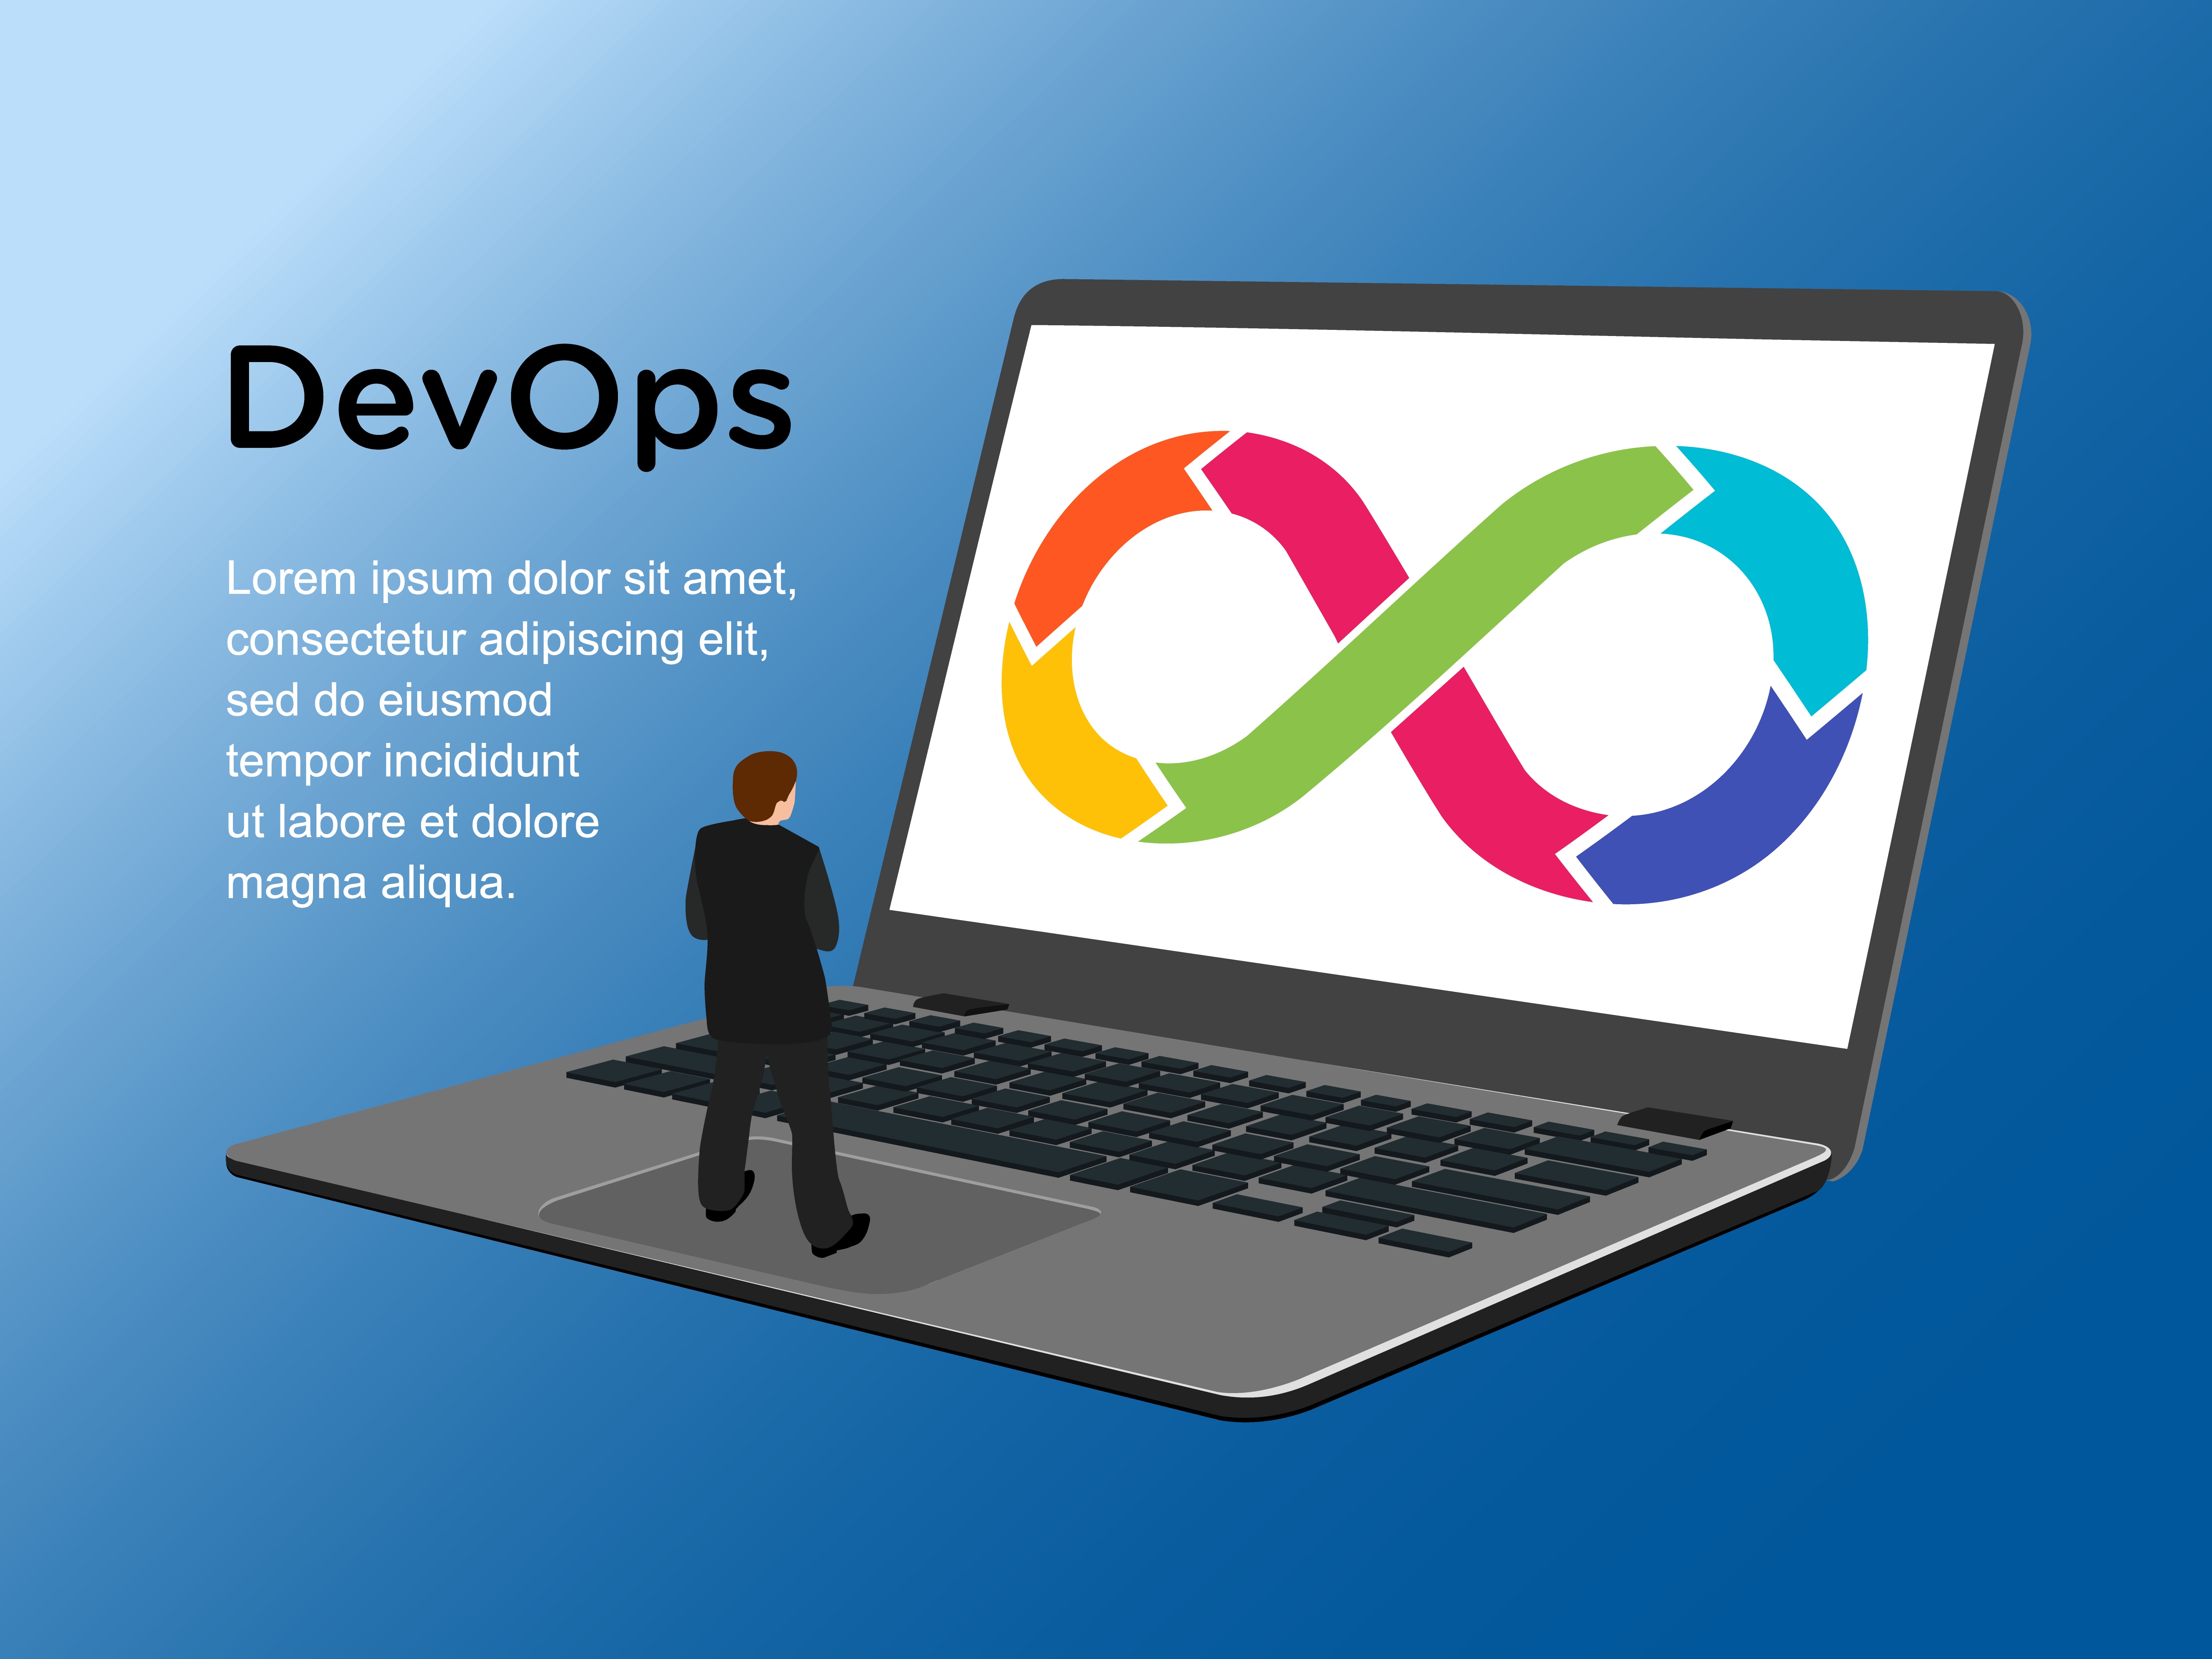 DevOps
Lorem ipsum dolor sit amet,
consectetur adipiscing elit,
sed do eiusmod
tempor incididunt
ut labore et dolore
magna aliqua.